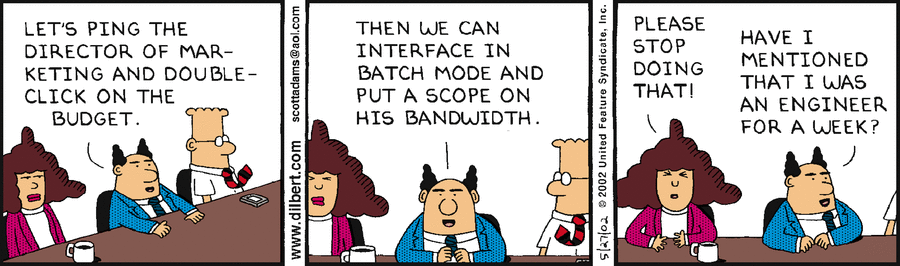 LET'S PING THE
DIRECTOR OF MAR-
KETING AND DOUBLE-
CLICK ON THE
BUDGET.
www.dilbert.com scottadams@aol.com
THEN WE CAN
INTERFACE IN
BATCH MODE AND
PUT A SCOPE ON
HIS BANDWIDTH.
5/27/02 © 2002 United Feature Syndicate, Inc.
PLEASE
STOP
DOING
THAT!
HAVE I
MENTIONED
THAT I WAS
AN ENGINEER
FOR A WEEK?